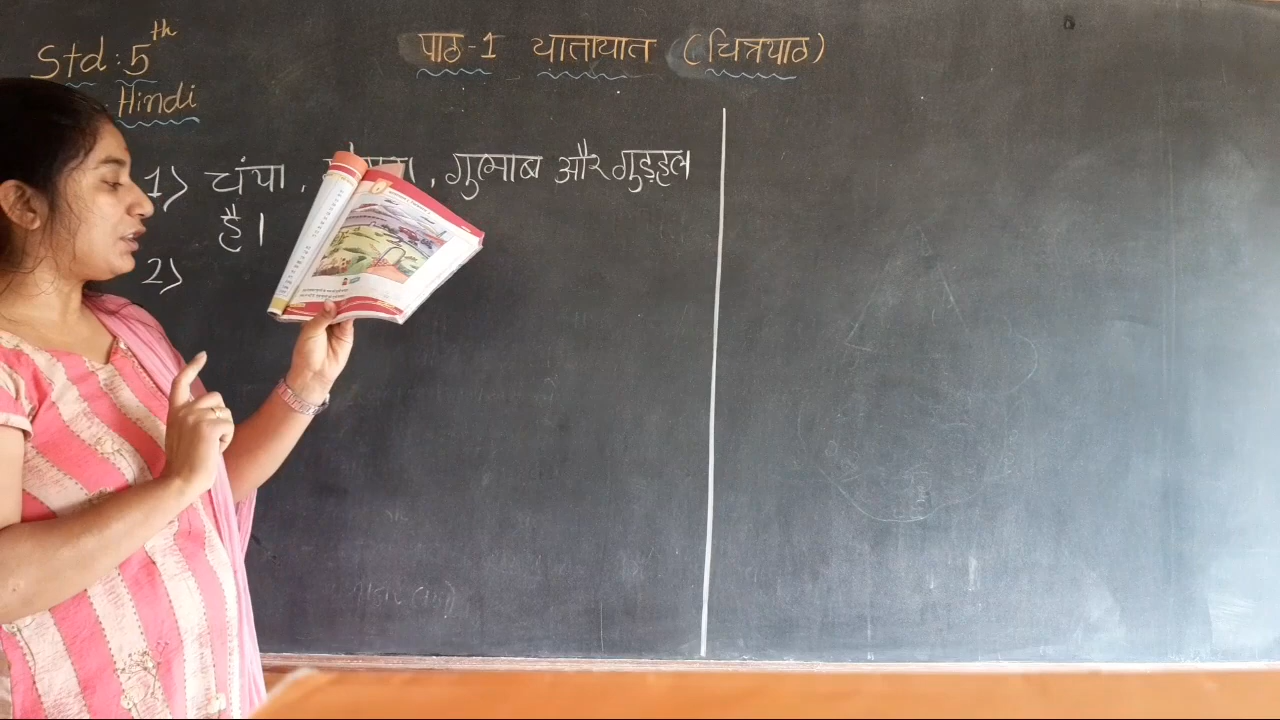 Std: 5th
पाठ-1 यातायात (चित्रपाठ)
Hindi
1) चंपा, , गुलाब और गुड़हल
है।
2)